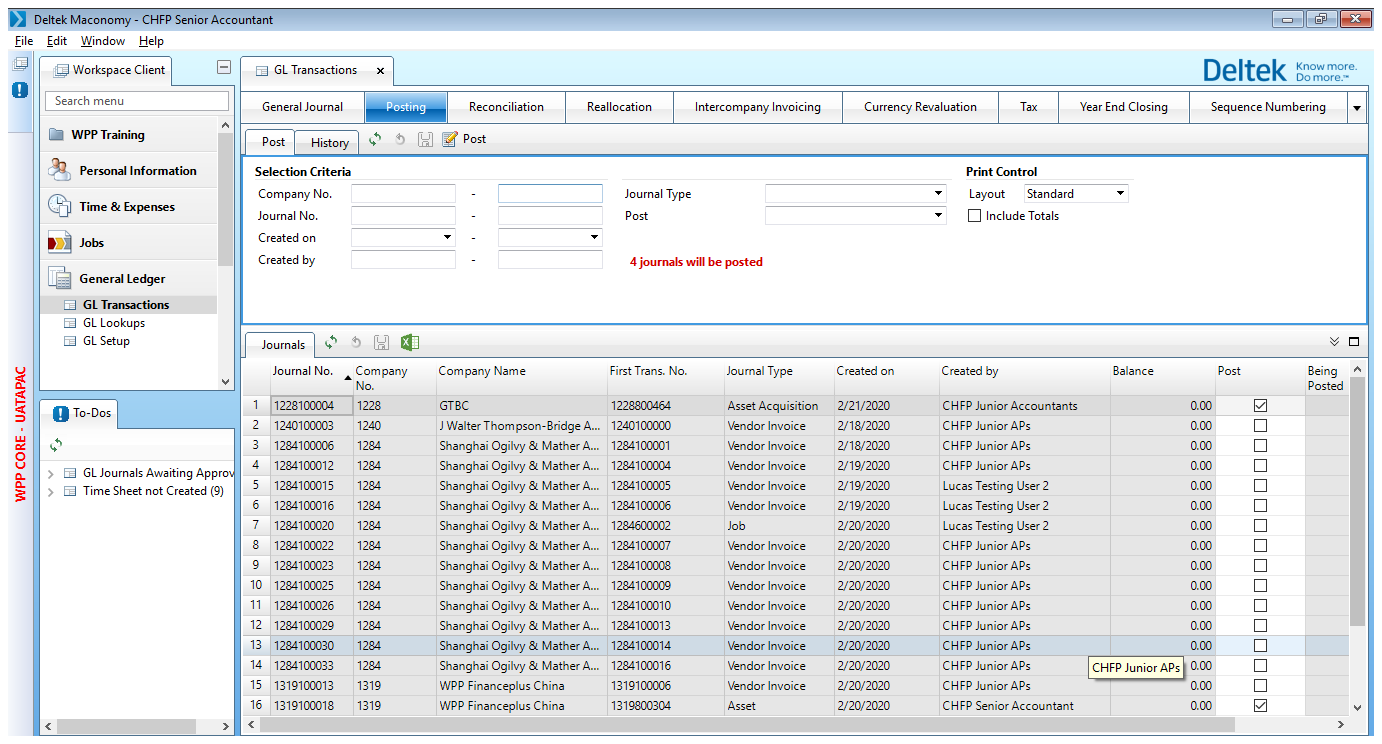 Deltek Maconomy - CHFP Senior Accountant
File Edit Window Help
Workspace Client
Search menu
WPP Training
Personal Information
Time & Expenses
Jobs
General Ledger
GL Transactions
GL Lookups
GL Setup
To-Dos
GL Journals Awaiting Approv
Time Sheet not Created (9)
WPP CORE - UATAPAC
GL Transactions
Deltek Know more. Do more.™
General Journal Posting Reconciliation Reallocation Intercompany Invoicing Currency Revaluation Tax Year End Closing Sequence Numbering
Post History Post
Selection Criteria Print Control
Company No. - Journal Type Layout Standard
Journal No. - Post Include Totals
Created on -
Created by - 4 journals will be posted
Journals
Journal No. Company No. Company Name First Trans. No. Journal Type Created on Created by Balance Post Being Posted
1 1228100004 1228 GTBC 1228800464 Asset Acquisition 2/21/2020 CHFP Junior Accountants 0.00
2 1240100003 1240 J Walter Thompson-Bridge A... 1240100000 Vendor Invoice 2/18/2020 CHFP Junior APs 0.00
3 1284100006 1284 Shanghai Ogilvy & Mather A... 1284100001 Vendor Invoice 2/18/2020 CHFP Junior APs 0.00
4 1284100012 1284 Shanghai Ogilvy & Mather A... 1284100004 Vendor Invoice 2/19/2020 CHFP Junior APs 0.00
5 1284100015 1284 Shanghai Ogilvy & Mather A... 1284100005 Vendor Invoice 2/19/2020 Lucas Testing User 2 0.00
6 1284100016 1284 Shanghai Ogilvy & Mather A... 1284100006 Vendor Invoice 2/19/2020 Lucas Testing User 2 0.00
7 1284100020 1284 Shanghai Ogilvy & Mather A... 1284600002 Job 2/20/2020 Lucas Testing User 2 0.00
8 1284100022 1284 Shanghai Ogilvy & Mather A... 1284100007 Vendor Invoice 2/20/2020 CHFP Junior APs 0.00
9 1284100023 1284 Shanghai Ogilvy & Mather A... 1284100008 Vendor Invoice 2/20/2020 CHFP Junior APs 0.00
10 1284100025 1284 Shanghai Ogilvy & Mather A... 1284100009 Vendor Invoice 2/20/2020 CHFP Junior APs 0.00
11 1284100026 1284 Shanghai Ogilvy & Mather A... 1284100010 Vendor Invoice 2/20/2020 CHFP Junior APs 0.00
12 1284100029 1284 Shanghai Ogilvy & Mather A... 1284100013 Vendor Invoice 2/20/2020 CHFP Junior APs 0.00
13 1284100030 1284 Shanghai Ogilvy & Mather A... 1284100014 Vendor Invoice 2/20/2020 CHFP Junior APs 0.00
14 1284100033 1284 Shanghai Ogilvy & Mather A... 1284100016 Vendor Invoice 2/20/2020 CHFP Junior APs CHFP Junior APs 0.00
15 1319100013 1319 WPP Financeplus China 1319100006 Vendor Invoice 2/20/2020 CHFP Junior APs 0.00
16 1319100018 1319 WPP Financeplus China 1319800304 Asset 2/20/2020 CHFP Senior Accountant 0.00